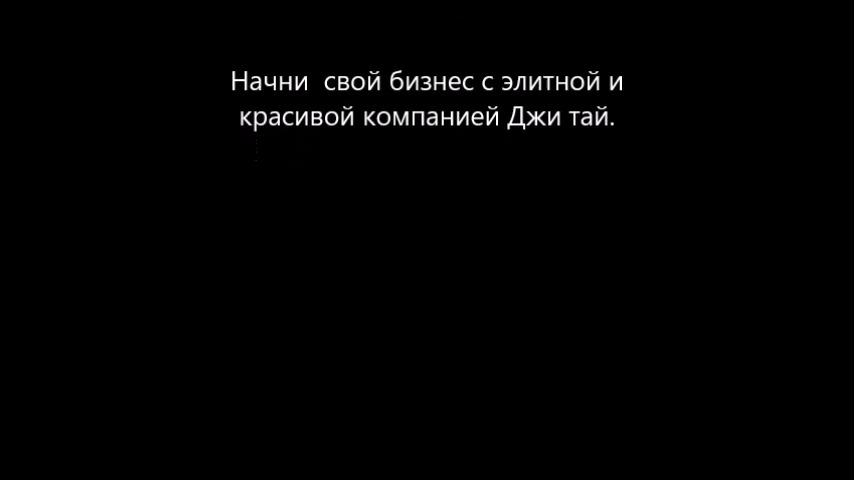 Начни  свой бизнес с элитной и
красивой компанией Джи тай.